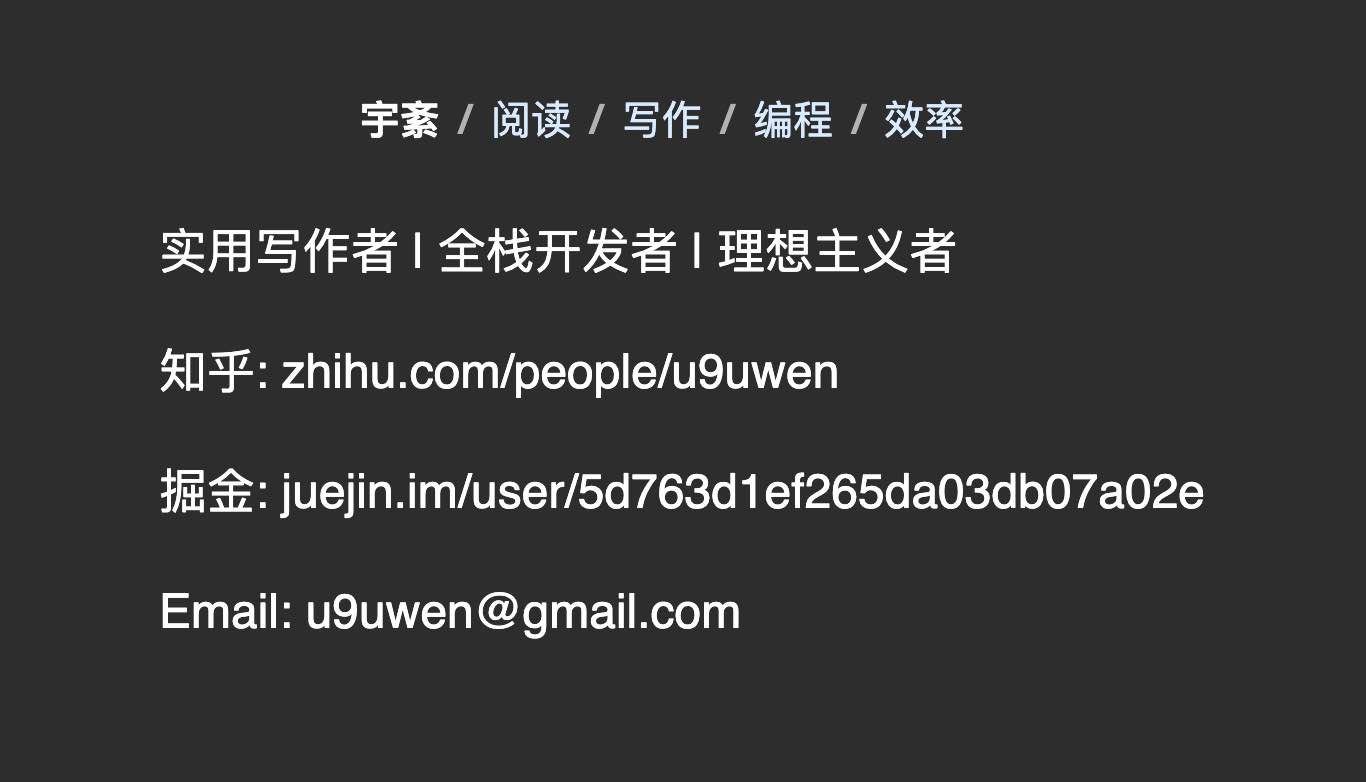 宇紊 / 阅读 / 写作 / 编程 / 效率
实用写作者 | 全栈开发者 | 理想主义者
知乎: zhihu.com/people/u9uwen
掘金: juejin.im/user/5d763d1ef265da03db07a02e
Email: u9uwen@gmail.com